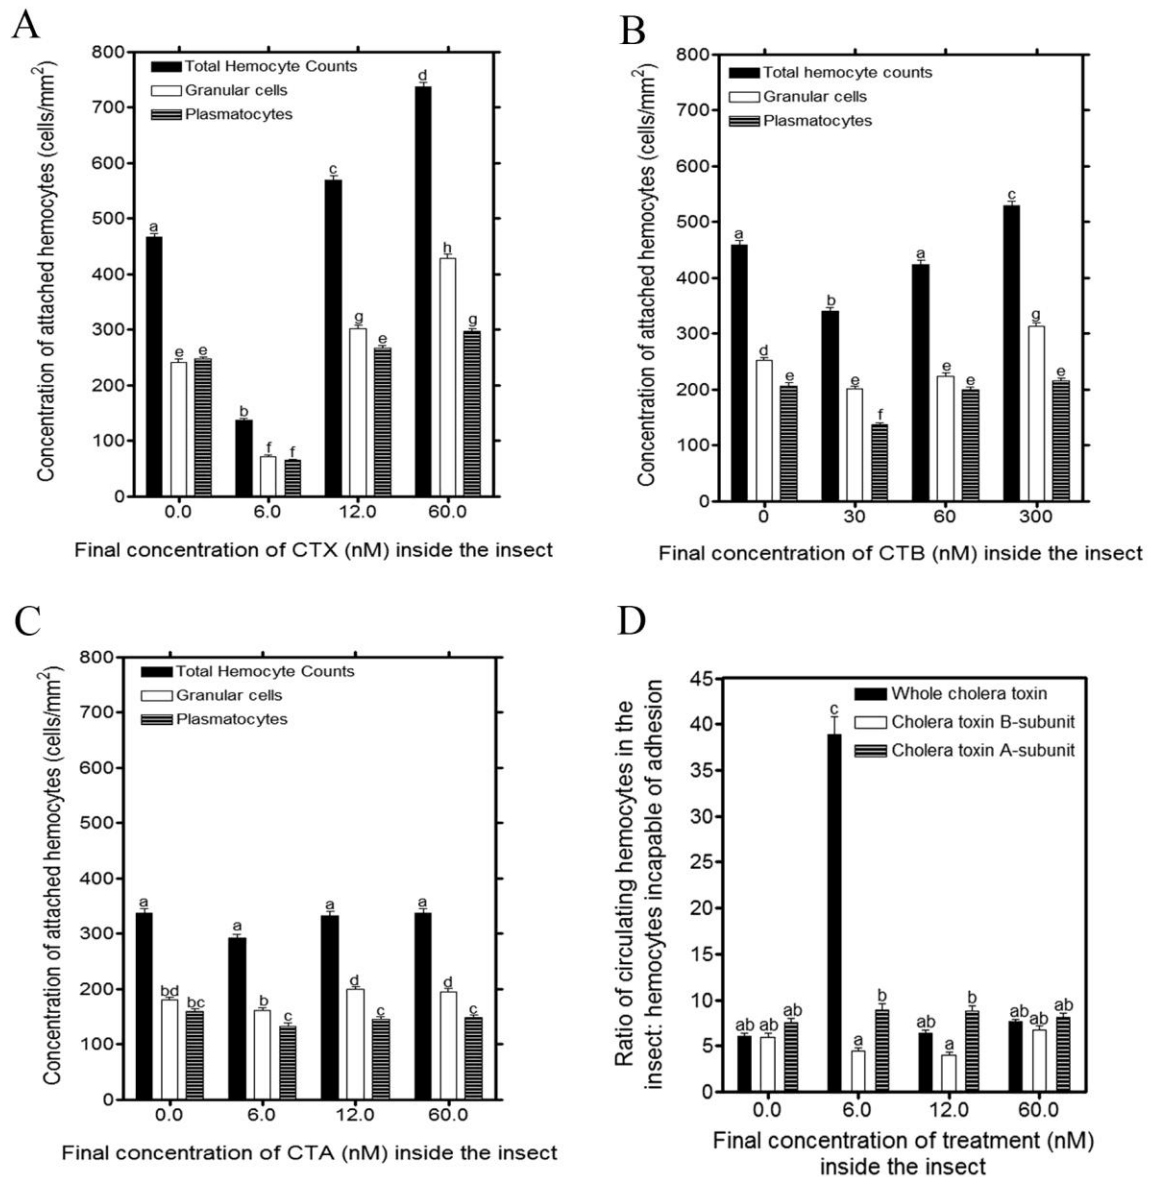 A
Concentration of attached hemocytes (cells/mm²)
800
700
600
500
400
300
200
100
0
Total Hemocyte Counts
Granular cells
Plasmatocytes
a
e
e
b
f
f
c
g
e
d
h
g
0.0 6.0 12.0 60.0
Final concentration of CTX (nM) inside the insect
B
Concentration of attached hemocytes (cells/mm²)
800
700
600
500
400
300
200
100
0
Total hemocyte counts
Granular cells
Plasmatocytes
a
d
e
b
e
f
a
e
e
c
g
e
0 30 60 300
Final concentration of CTB (nM) inside the insect
C
Concentration of attached hemocytes (cells/mm²)
800
700
600
500
400
300
200
100
0
Total Hemocyte Counts
Granular cells
Plasmatocytes
a
bd
bc
a
b
c
a
d
c
a
d
c
0.0 6.0 12.0 60.0
Final concentration of CTA (nM) inside the insect
D
Ratio of circulating hemocytes in the
insect: hemocytes incapable of adhesion
45
40
35
30
25
20
15
10
5
0
Whole cholera toxin
Cholera toxin B-subunit
Cholera toxin A-subunit
ab
ab
ab
c
a
b
ab
a
b
ab
ab
ab
0.0 6.0 12.0 60.0
Final concentration of treatment (nM)
inside the insect